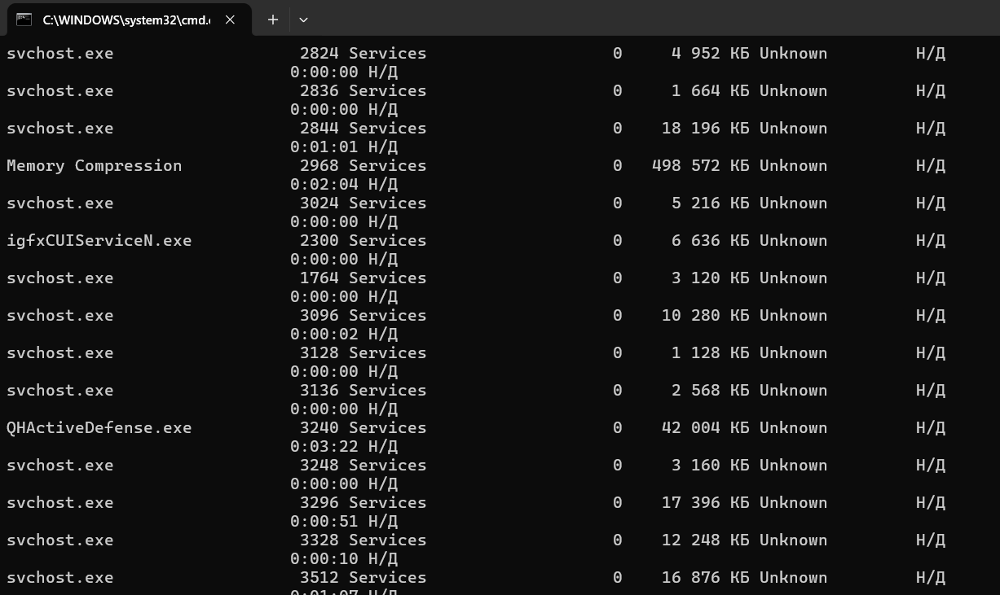 C:\WINDOWS\system32\cmd.
svchost.exe 2824 Services 0 4 952 КБ Unknown Н/Д
0:00:00 Н/Д
svchost.exe 2836 Services 0 1 664 КБ Unknown Н/Д
0:00:00 Н/Д
svchost.exe 2844 Services 0 18 196 КБ Unknown Н/Д
0:01:01 Н/Д
Memory Compression 2968 Services 0 498 572 КБ Unknown Н/Д
0:02:04 Н/Д
svchost.exe 3024 Services 0 5 216 КБ Unknown Н/Д
0:00:00 Н/Д
igfxCUIServiceN.exe 2300 Services 0 6 636 КБ Unknown Н/Д
0:00:00 Н/Д
svchost.exe 1764 Services 0 3 120 КБ Unknown Н/Д
0:00:00 Н/Д
svchost.exe 3096 Services 0 10 280 КБ Unknown Н/Д
0:00:02 Н/Д
svchost.exe 3128 Services 0 1 128 КБ Unknown Н/Д
0:00:00 Н/Д
svchost.exe 3136 Services 0 2 568 КБ Unknown Н/Д
0:00:00 Н/Д
QHActiveDefense.exe 3240 Services 0 42 004 КБ Unknown Н/Д
0:03:22 Н/Д
svchost.exe 3248 Services 0 3 160 КБ Unknown Н/Д
0:00:00 Н/Д
svchost.exe 3296 Services 0 17 396 КБ Unknown Н/Д
0:00:51 Н/Д
svchost.exe 3328 Services 0 12 248 КБ Unknown Н/Д
0:00:10 Н/Д
svchost.exe 3512 Services 0 16 876 КБ Unknown Н/Д